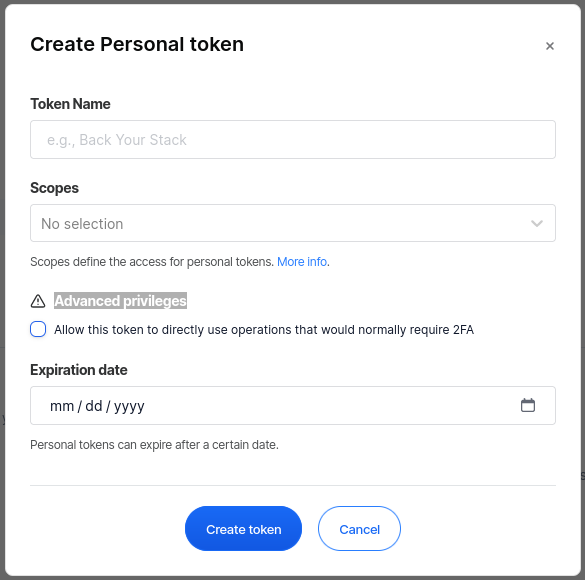 Create Personal token
×
Token Name
e.g., Back Your Stack
Scopes
No selection
Scopes define the access for personal tokens. More info.
Advanced privileges
Allow this token to directly use operations that would normally require 2FA
Expiration date
mm / dd / yyyy
Personal tokens can expire after a certain date.
Create token Cancel